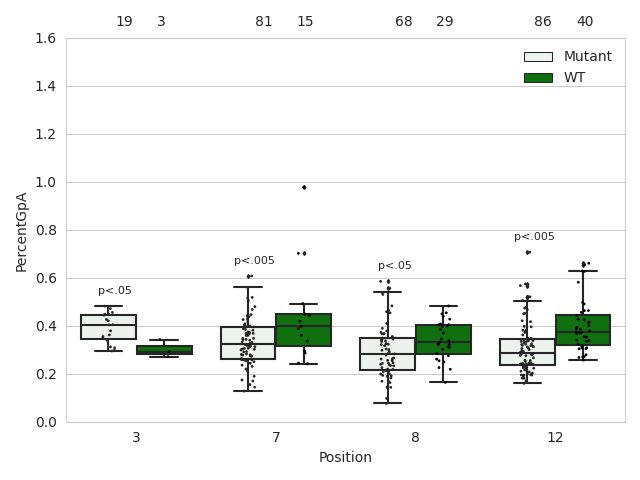 19 3 81 15 68 29 86 40
1.6
Mutant
WT
1.4
1.2
1.0
0.8
0.6
0.4
0.2
0.0
PercentGpA
p<.05
p<.005
p<.05
p<.005
3 7 8 12
Position